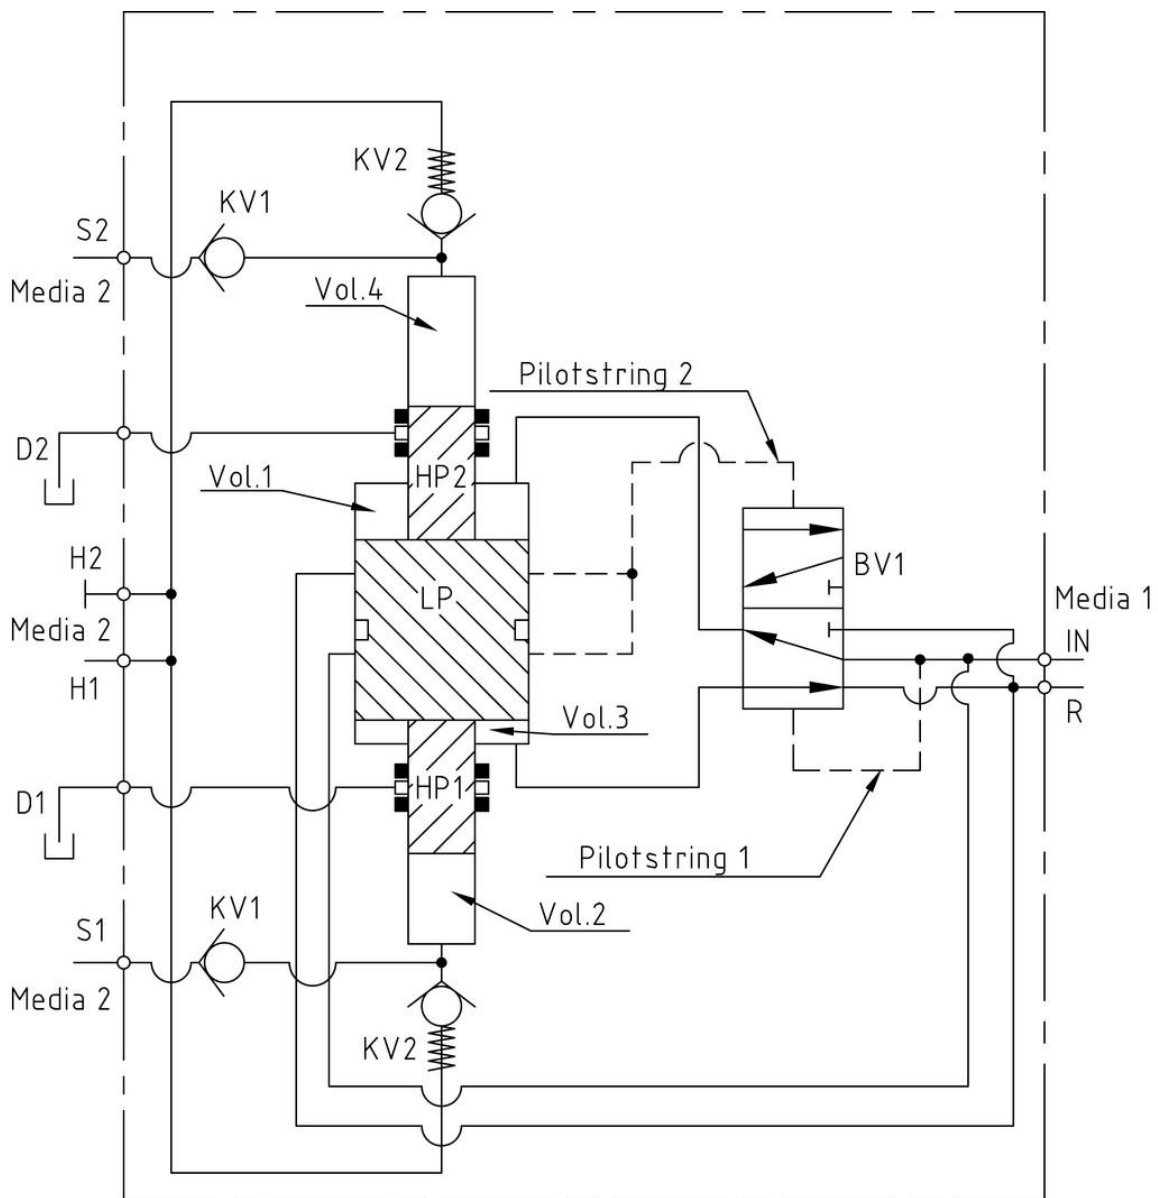 KV2
KV1
S2
Media 2
Vol.4
Pilotstring 2
D2
Vol.1
HP2
H2
BV1
LP
Media 1
Media 2
IN
H1
R
Vol.3
D1
HP1
Pilotstring 1
KV1
Vol.2
S1
Media 2
KV2